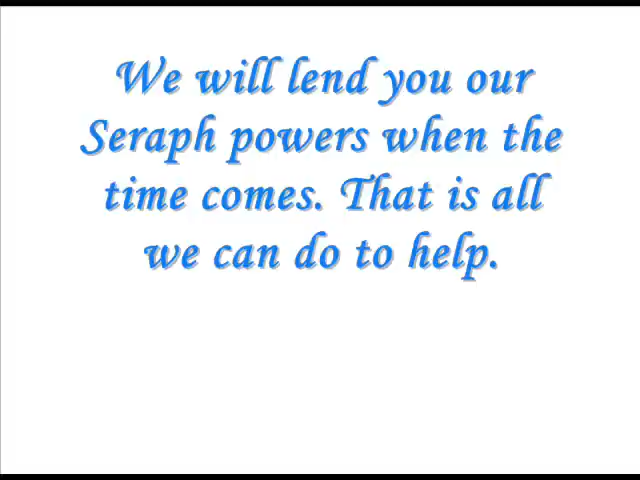 We will lend you our
Seraph powers when the
time comes. That is all
we can do to help.